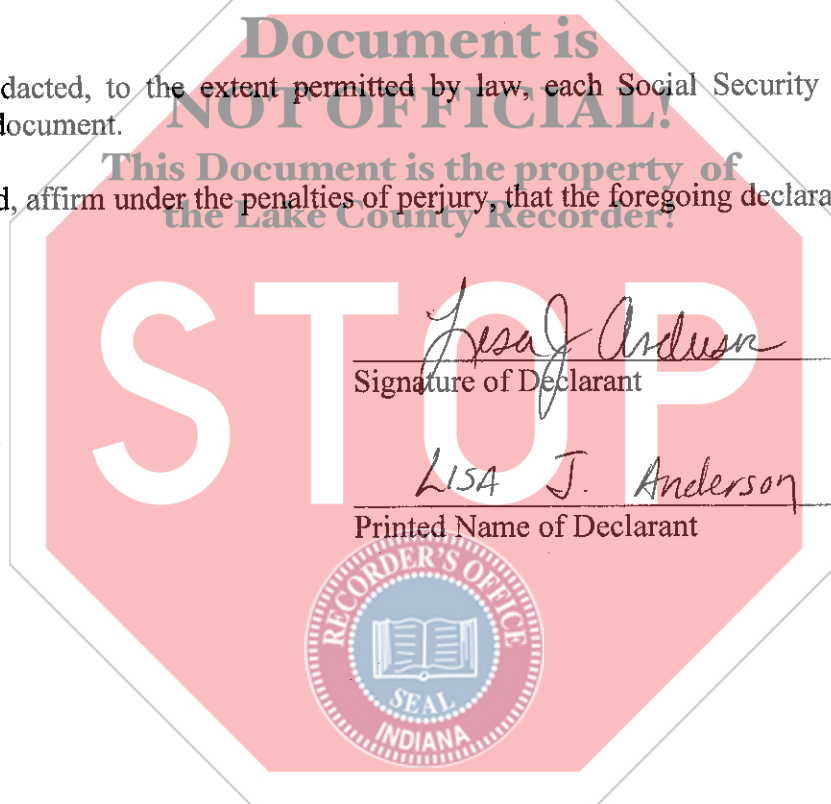 Document is
dacted, to the extent permitted by law, each Social Security
NOT OFFICIAL!
document.
This Document is the property of
d, affirm under the penalties of perjury, that the foregoing declara
the Lake County Recorder!
STOP
Lisa J Anderson
Signature of Declarant
LISA J. Anderson
Printed Name of Declarant
RECORDER'S OFFICE
SEAL
INDIANA